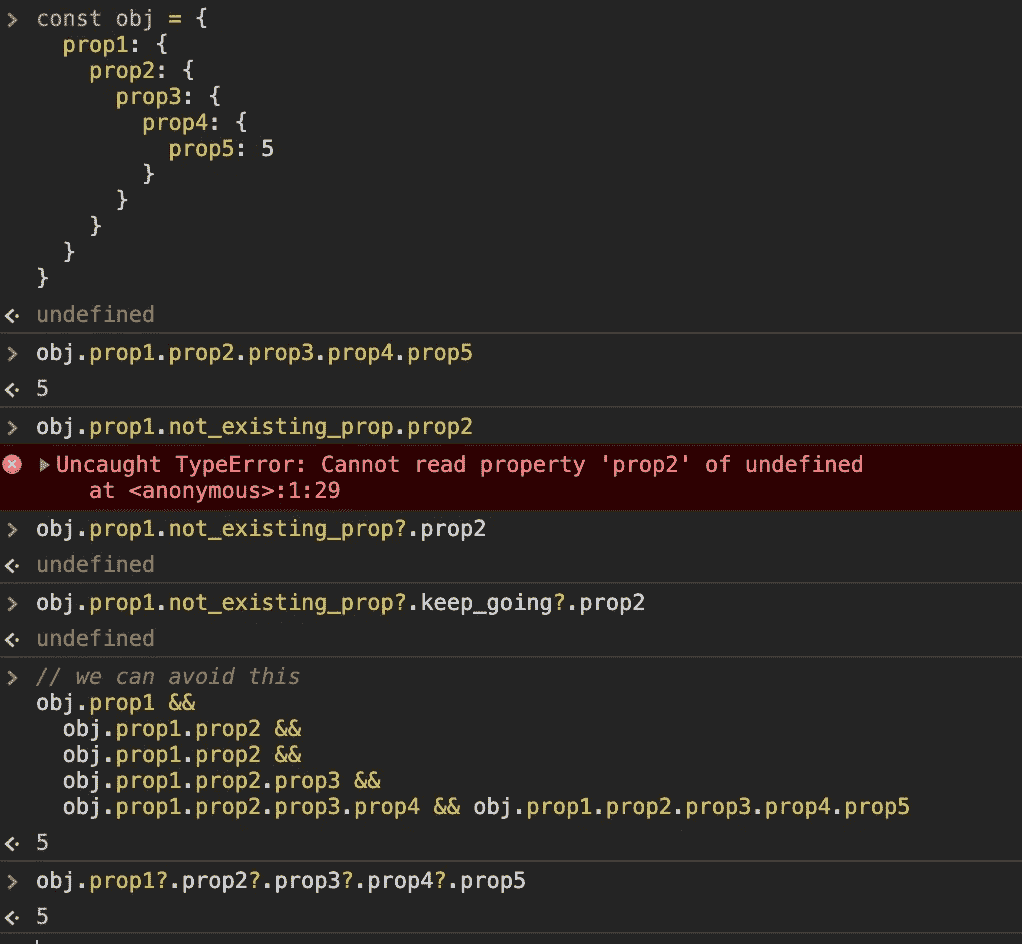 > const obj = {
prop1: {
prop2: {
prop3: {
prop4: {
prop5: 5
}
}
}
}
}
undefined
> obj.prop1.prop2.prop3.prop4.prop5
5
> obj.prop1.not_existing_prop.prop2
Uncaught TypeError: Cannot read property 'prop2' of undefined
at <anonymous>:1:29
> obj.prop1.not_existing_prop?.prop2
undefined
> obj.prop1.not_existing_prop?.keep_going?.prop2
undefined
> // we can avoid this
obj.prop1 &&
obj.prop1.prop2 &&
obj.prop1.prop2 &&
obj.prop1.prop2.prop3 &&
obj.prop1.prop2.prop3.prop4 && obj.prop1.prop2.prop3.prop4.prop5
5
> obj.prop1?.prop2?.prop3?.prop4?.prop5
5